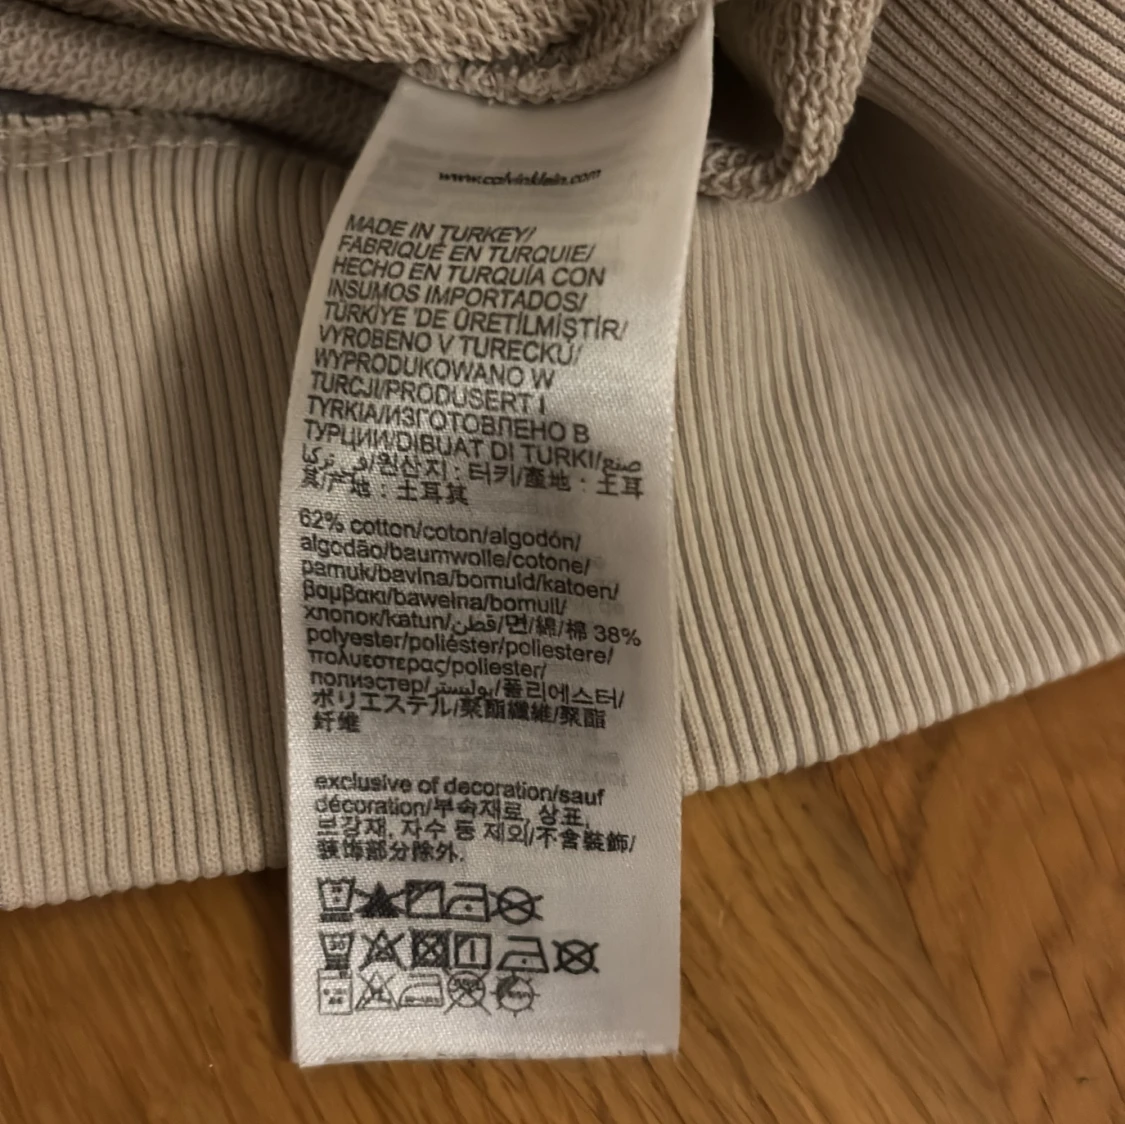 www.calvinklein.com
MADE IN TURKEY/
FABRIQUÉ EN TURQUIE/
HECHO EN TURQUÍA CON
INSUMOS IMPORTADOS/
TÜRKİYE 'DE ÜRETİLMİŞTİR/
VYROBENO V TURECKU/
WYPRODUKOWANO W
TURCJI/PRODUSERT I
TYRKIA/ИЗГОТОВЛЕНО В
ТУРЦИИ/DIBUAT DI TURKI/صنع
في تركيا/원산지 : 터키/產地 : 土耳
其/产地 : 土耳其
62% cotton/coton/algodón/
algodão/baumwolle/cotone/
pamuk/bavlna/bomuld/katoen/
βαμβακι/bawełna/bomull/
хлопок/katun/قطن/면/綿/棉 38%
polyester/poliéster/poliestere/
πολυεστερας/poliester/
полиэстер/بوليستر/폴리에스터/
ポリエステル/聚酯纖維/聚酯
纤维
exclusive of decoration/sauf
décoration/부속재료, 상표,
보강재, 자수 등 제외/不含裝飾/
装饰部分除外.